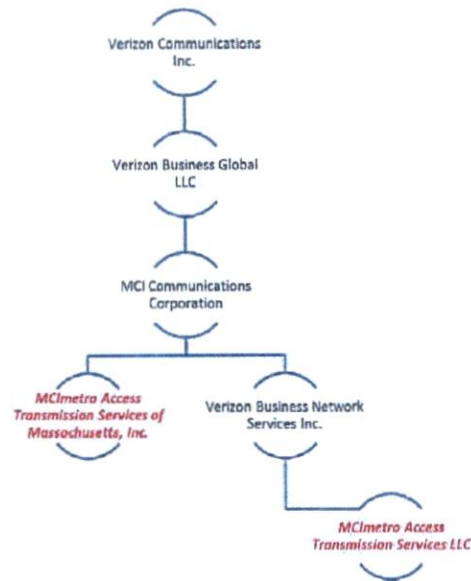 Verizon Communications
Inc.
Verizon Business Global
LLC
MCI Communications
Corporation
MCImetro Access
Transmission Services of
Massachusetts, Inc.
Verizon Business Network
Services Inc.
MCImetro Access
Transmission Services LLC